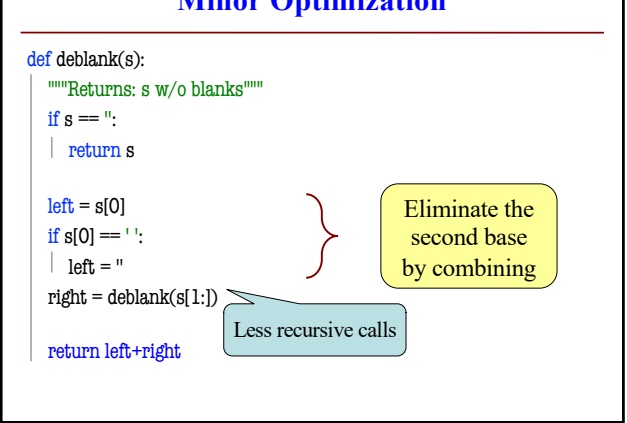 Minor Optimization
def deblank(s):
"""Returns: s w/o blanks"""
if s == '':
return s
left = s[0]
if s[0] == ' ':
left = ''
right = deblank(s[1:])
return left+right
Eliminate the
second base
by combining
Less recursive calls